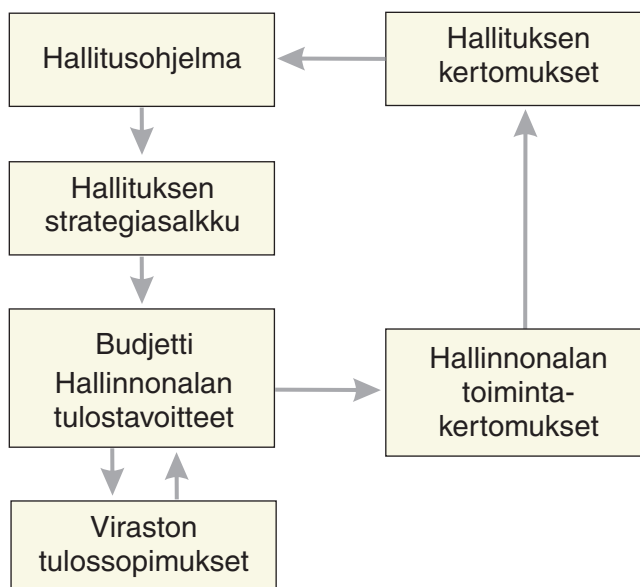 Hallitusohjelma
Hallituksen
kertomukset
Hallituksen
strategiasalkku
Budjetti
Hallinnonalan
tulostavoitteet
Hallinnonalan
toiminta-
kertomukset
Viraston
tulossopimukset